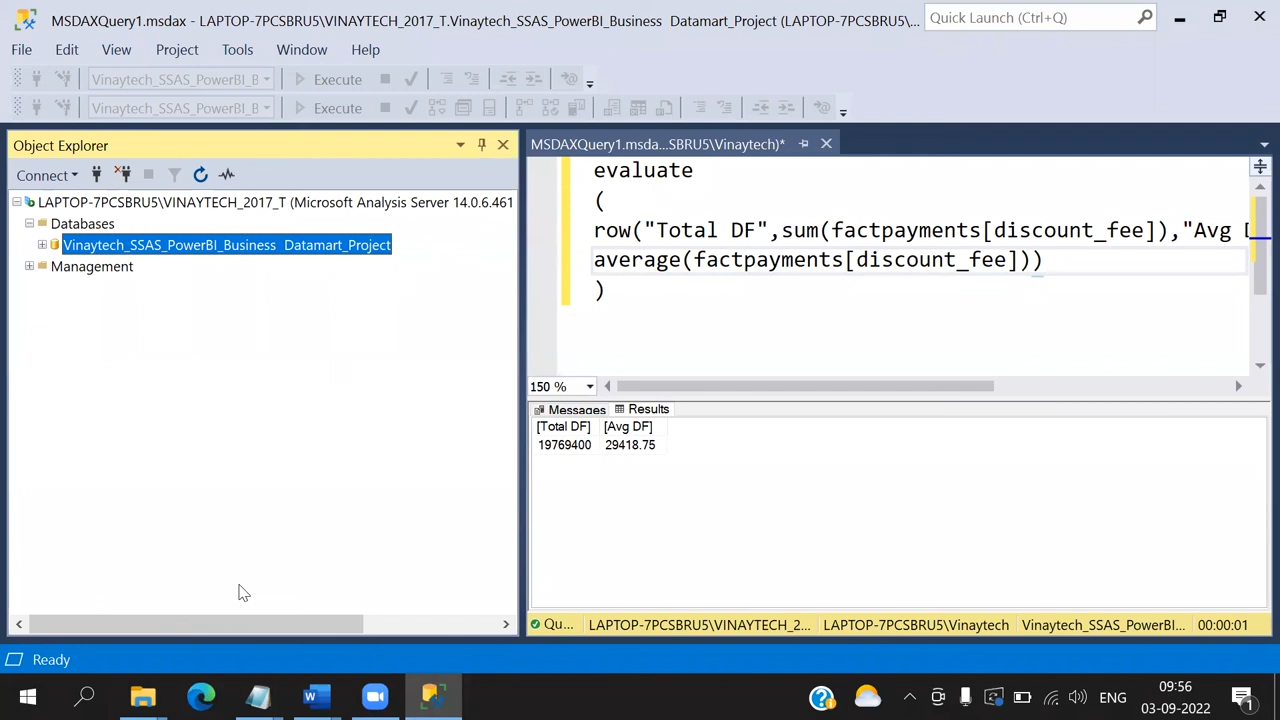 MSDAXQuery1.msdax - LAPTOP-7PCSBRU5\VINAYTECH_2017_T.Vinaytech_SSAS_PowerBI_Business Datamart_Project (LAPTOP-7PCSBRU5/\...
Quick Launch (Ctrl+Q)
File Edit View Project Tools Window Help
Vinaytech_SSAS_PowerBI_B Execute
Vinaytech_SSAS_PowerBI_B Execute
Object Explorer
MSDAXQuery1.msda...SBRU5\Vinaytech)*
Connect
LAPTOP-7PCSBRU5\VINAYTECH_2017_T (Microsoft Analysis Server 14.0.6.461
Databases
Vinaytech_SSAS_PowerBI_Business Datamart_Project
Management
evaluate
(
row("Total DF",sum(factpayments[discount_fee]),"Avg D
average(factpayments[discount_fee]))
)
150 %
Messages Results
[Total DF] [Avg DF]
19769400 29418.75
Qu... LAPTOP-7PCSBRU5\VINAYTECH_2... LAPTOP-7PCSBRU5\Vinaytech Vinaytech_SSAS_PowerBI... 00:00:01
Ready
ENG
09:56
03-09-2022
1